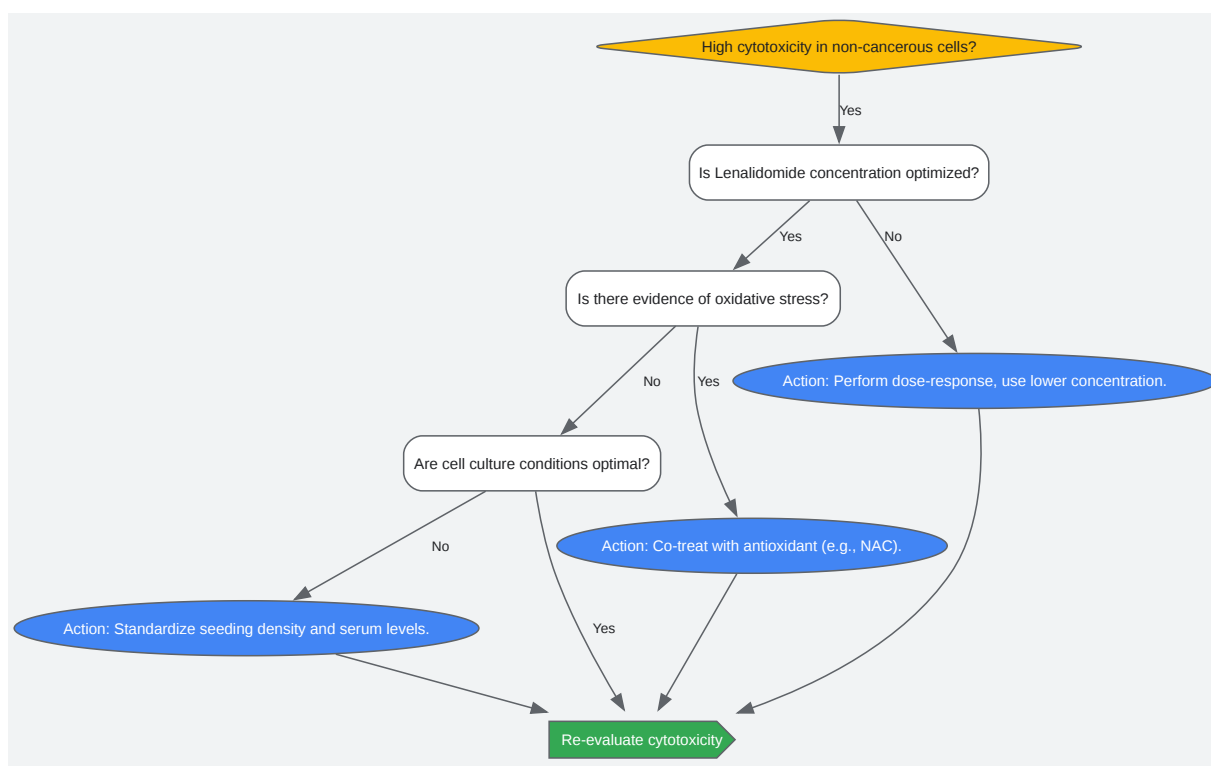 High cytotoxicity in non-cancerous cells?
Yes
Is Lenalidomide concentration optimized?
Yes
No
Is there evidence of oxidative stress?
No
Yes
Action: Perform dose-response, use lower concentration.
Are cell culture conditions optimal?
No
Action: Co-treat with antioxidant (e.g., NAC).
Action: Standardize seeding density and serum levels.
Yes
Re-evaluate cytotoxicity